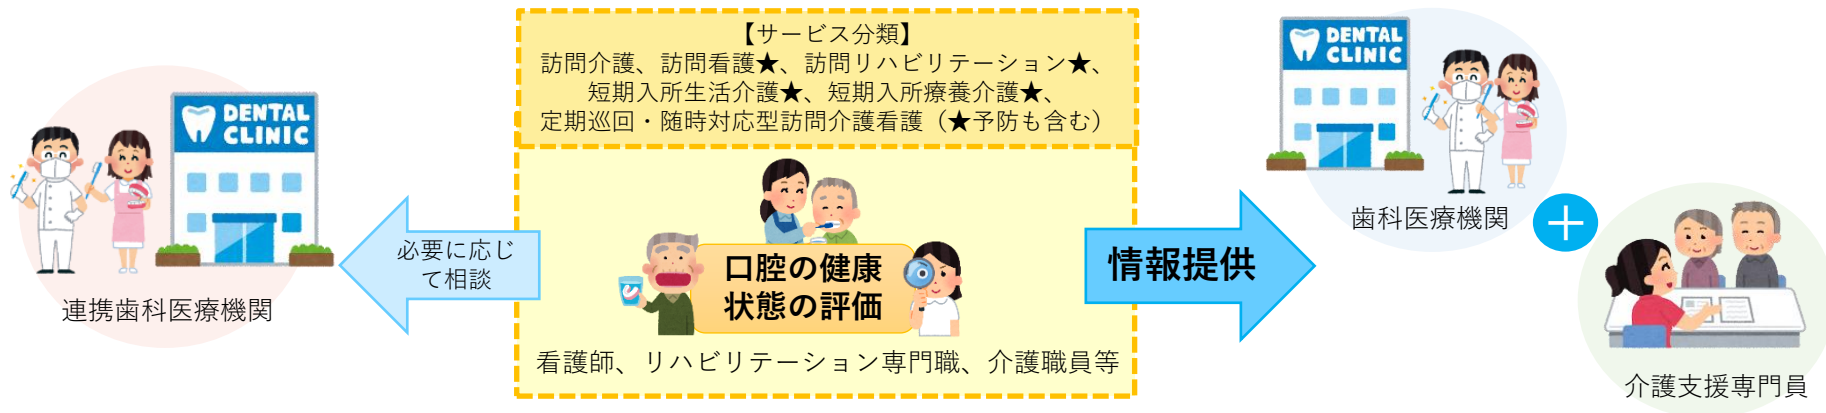 DENTAL
CLINIC
連携歯科医療機関
必要に応じ
て相談
【サービス分類】
訪問介護、訪問看護★、訪問リハビリテーション★、
短期入所生活介護★、短期入所療養介護★、
定期巡回・随時対応型訪問介護看護（★予防も含む）
口腔の健康
状態の評価
看護師、リハビリテーション専門職、介護職員等
情報提供
DENTAL
CLINIC
歯科医療機関
＋
介護支援専門員